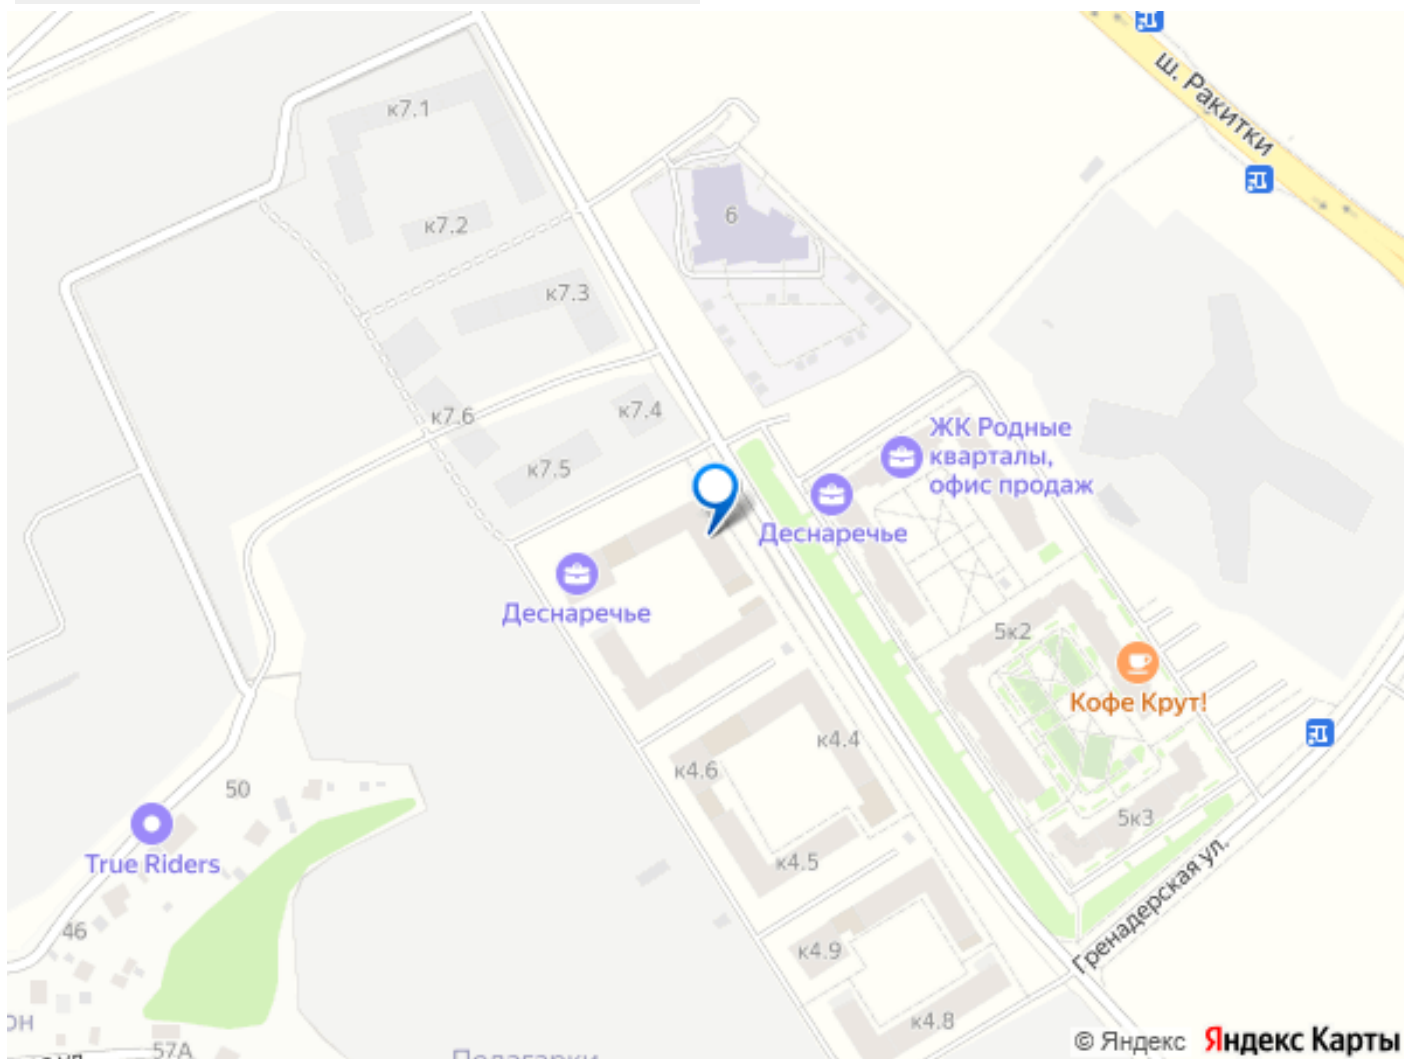 ш. Ракитки
к7.1
6
к7.2
к7.3
к7.6
к7.4
к7.5
ЖК Родные
кварталы,
офис продаж
Деснаречье
Деснаречье
5к2
Кофе Крут!
к4.4
к4.6
50
5к3
True Riders
к4.5
Гренадерская ул.
46
к4.9
к4.8
57А
© Яндекс Яндекс Карты